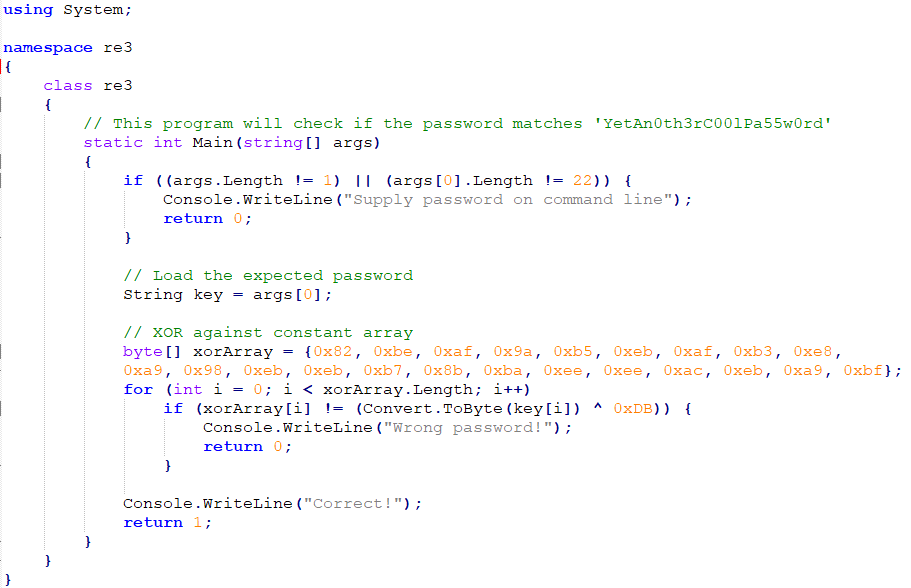 using System;
namespace re3
{
class re3
{
// This program will check if the password matches 'YetAn0th3rC00lPa55w0rd'
static int Main(string[] args)
{
if ((args.Length != 1) || (args[0].Length != 22)) {
Console.WriteLine("Supply password on command line");
return 0;
}
// Load the expected password
String key = args[0];
// XOR against constant array
byte[] xorArray = {0x82, 0xbe, 0xaf, 0x9a, 0xb5, 0xeb, 0xaf, 0xb3, 0xe8,
0xa9, 0x98, 0xeb, 0xeb, 0xb7, 0x8b, 0xba, 0xee, 0xee, 0xac, 0xeb, 0xa9, 0xbf};
for (int i = 0; i < xorArray.Length; i++)
if (xorArray[i] != (Convert.ToByte(key[i]) ^ 0xDB)) {
Console.WriteLine("Wrong password!");
return 0;
}
Console.WriteLine("Correct!");
return 1;
}
}
}